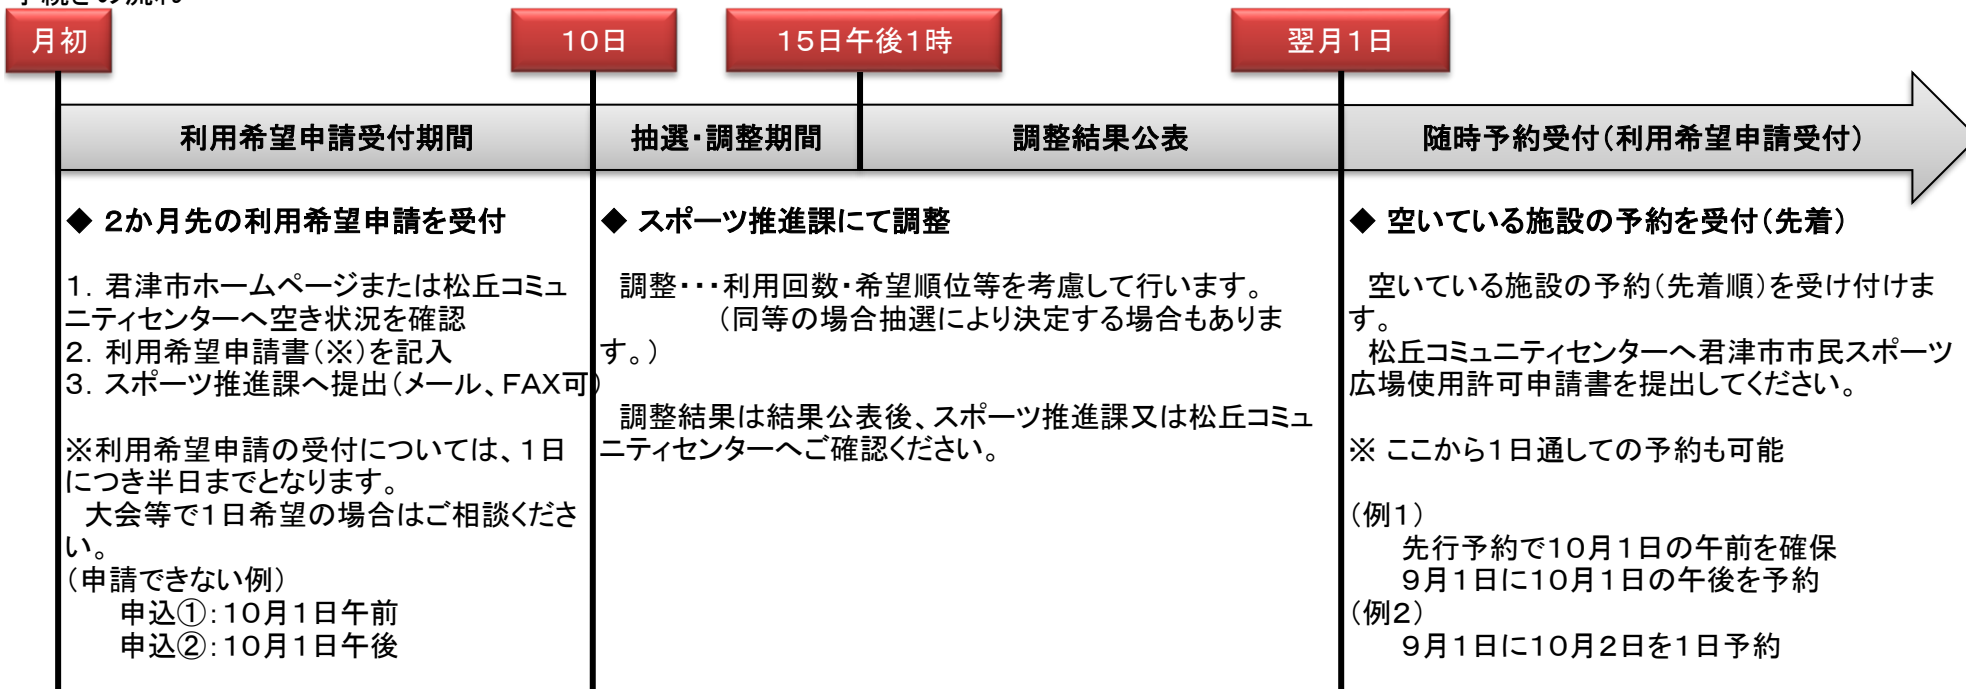 手続きの流れ
月初
10日
15日午後1時
翌月1日
利用希望申請受付期間
抽選・調整期間
調整結果公表
随時予約受付(利用希望申請受付)
◆ 2か月先の利用希望申請を受付
1. 君津市ホームページまたは松丘コミュ
ニティセンターへ空き状況を確認
2. 利用希望申請書(※)を記入
3. スポーツ推進課へ提出(メール、FAX可)
※利用希望申請の受付については、1日
につき半日までとなります。
大会等で1日希望の場合はご相談くださ
い。
(申請できない例)
申込①:10月1日午前
申込②:10月1日午後
◆ スポーツ推進課にて調整
調整・・・利用回数・希望順位等を考慮して行います。
(同等の場合抽選により決定する場合もありま
す。)
調整結果は結果公表後、スポーツ推進課又は松丘コミュ
ニティセンターへご確認ください。
◆ 空いている施設の予約を受付(先着)
空いている施設の予約(先着順)を受け付けま
す。
松丘コミュニティセンターへ君津市市民スポーツ
広場使用許可申請書を提出してください。
※ ここから1日通しての予約も可能
(例1)
先行予約で10月1日の午前を確保
9月1日に10月1日の午後を予約
(例2)
9月1日に10月2日を1日予約